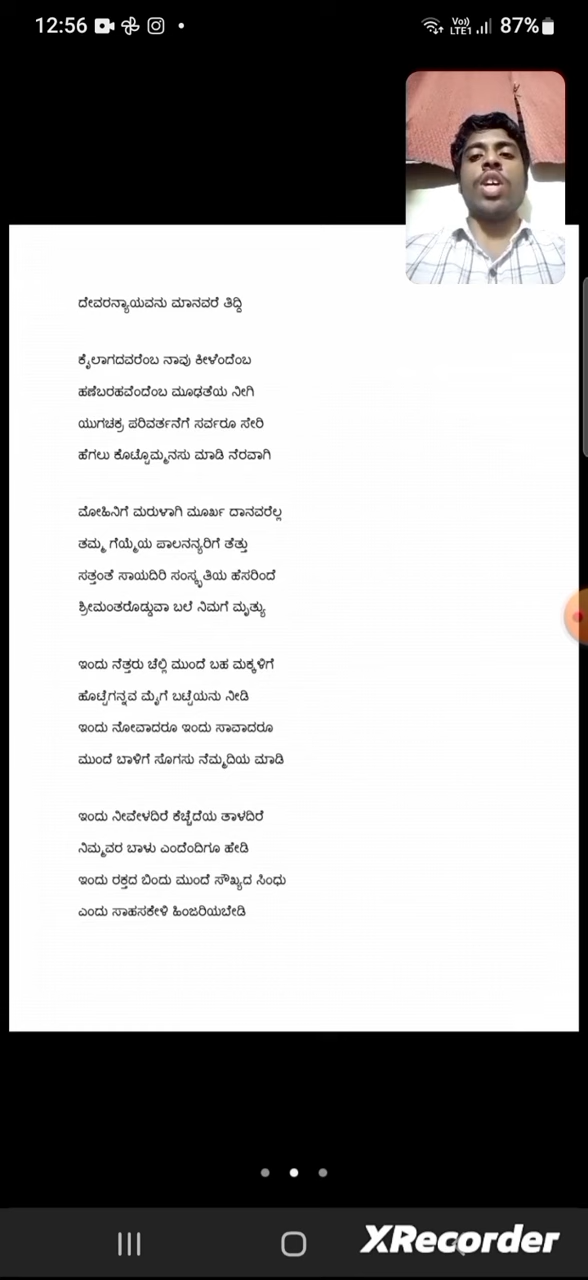 12:56
Vo)) LTE1 87%
ದೇವರನ್ಯಾಯವನು ಮಾನವರೆ ತಿದ್ದಿ
ಕೈಲಾಗದವರೆಂಬ ನಾವು ಕೀಳೆಂದೆಂಬ
ಹಣೆಬರಹವೆಂದೆಂಬ ಮೂಢತೆಯ ನೀಗಿ
ಯುಗಚಕ್ರ ಪರಿವರ್ತನೆಗೆ ಸರ್ವರೂ ಸೇರಿ
ಹೆಗಲು ಕೊಟ್ಟೊಮ್ಮನಸು ಮಾಡಿ ನೆರವಾಗಿ
ಮೋಹಿನಿಗೆ ಮರುಳಾಗಿ ಮೂರ್ಖ ದಾನವರೆಲ್ಲ
ತಮ್ಮ ಗೆಯ್ಮೆಯ ಪಾಲನನ್ಯರಿಗೆ ತೆತ್ತು
ಸತ್ತಂತೆ ಸಾಯದಿರಿ ಸಂಸ್ಕೃತಿಯ ಹೆಸರಿಂದೆ
ಶ್ರೀಮಂತರೊಡ್ಡುವಾ ಬಲೆ ನಿಮಗೆ ಮೃತ್ಯು
ಇಂದು ನೆತ್ತರು ಚೆಲ್ಲಿ ಮುಂದೆ ಬಹ ಮಕ್ಕಳಿಗೆ
ಹೊಟ್ಟೆಗನ್ನವ ಮೈಗೆ ಬಟ್ಟೆಯನು ನೀಡಿ
ಇಂದು ನೋವಾದರೂ ಇಂದು ಸಾವಾದರೂ
ಮುಂದೆ ಬಾಳಿಗೆ ಸೊಗಸು ನೆಮ್ಮದಿಯ ಮಾಡಿ
ಇಂದು ನೀವೇಳದಿರೆ ಕೆಚ್ಚೆದೆಯ ತಾಳದಿರೆ
ನಿಮ್ಮವರ ಬಾಳು ಎಂದೆಂದಿಗೂ ಹೇಡಿ
ಇಂದು ರಕ್ತದ ಬಿಂದು ಮುಂದೆ ಸೌಖ್ಯದ ಸಿಂಧು
ಎಂದು ಸಾಹಸಕೇಳಿ ಹಿಂಜರಿಯಬೇಡಿ
XRecorder